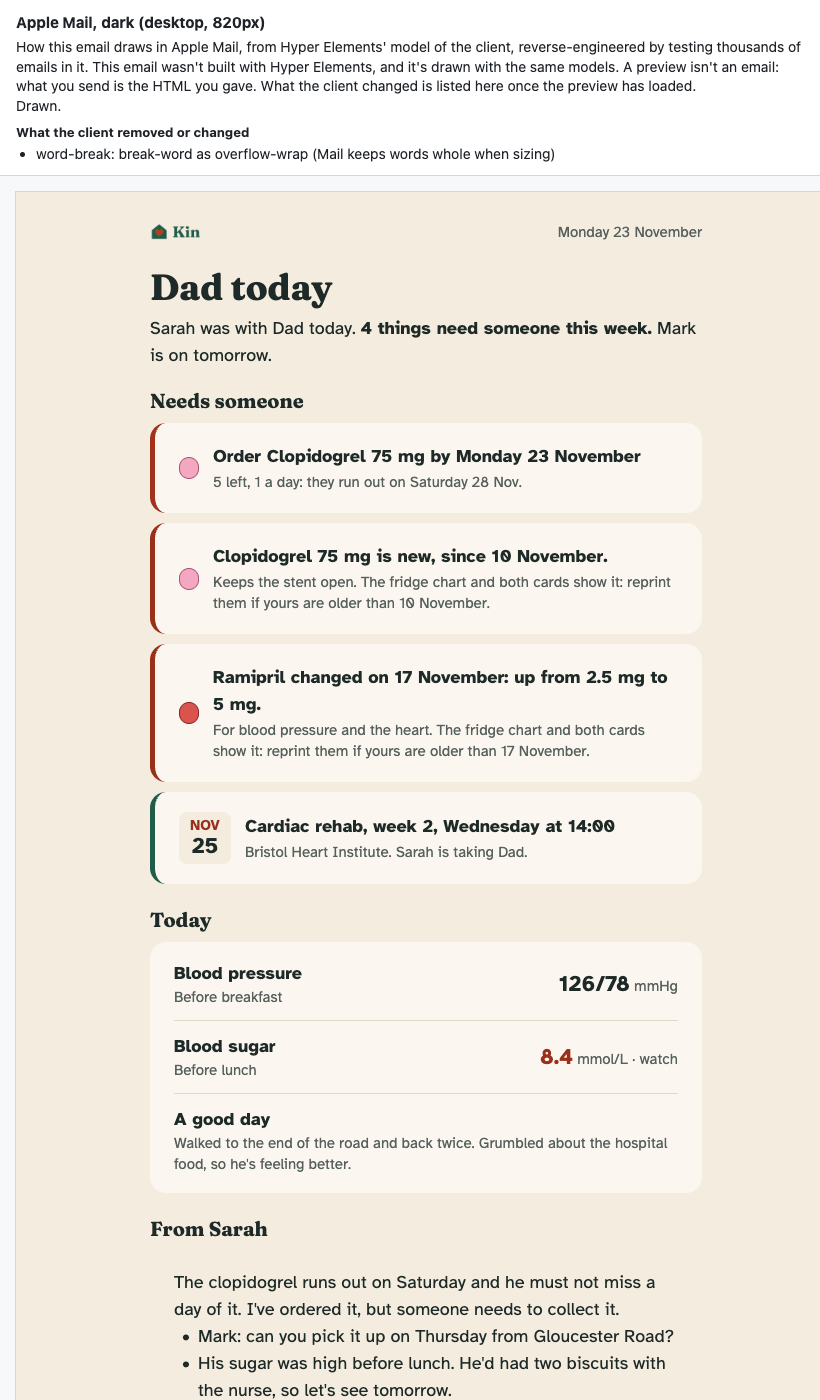 Apple Mail, dark (desktop, 820px)
How this email draws in Apple Mail, from Hyper Elements' model of the client, reverse-engineered by testing thousands of
emails in it. This email wasn't built with Hyper Elements, and it's drawn with the same models. A preview isn't an email:
what you send is the HTML you gave. What the client changed is listed here once the preview has loaded.
Drawn.
What the client removed or changed
• word-break: break-word as overflow-wrap (Mail keeps words whole when sizing)
Kin
Monday 23 November
Dad today
Sarah was with Dad today. 4 things need someone this week. Mark
is on tomorrow.
Needs someone
Order Clopidogrel 75 mg by Monday 23 November
5 left, 1 a day: they run out on Saturday 28 Nov.
Clopidogrel 75 mg is new, since 10 November.
Keeps the stent open. The fridge chart and both cards show it: reprint
them if yours are older than 10 November.
Ramipril changed on 17 November: up from 2.5 mg to
5 mg.
For blood pressure and the heart. The fridge chart and both cards
show it: reprint them if yours are older than 17 November.
NOV
25
Cardiac rehab, week 2, Wednesday at 14:00
Bristol Heart Institute. Sarah is taking Dad.
Today
Blood pressure
Before breakfast
126/78 mmHg
Blood sugar
Before lunch
8.4 mmol/L · watch
A good day
Walked to the end of the road and back twice. Grumbled about the hospital
food, so he's feeling better.
From Sarah
The clopidogrel runs out on Saturday and he must not miss a
day of it. I've ordered it, but someone needs to collect it.
• Mark: can you pick it up on Thursday from Gloucester Road?
• His sugar was high before lunch. He'd had two biscuits with
the nurse, so let's see tomorrow.